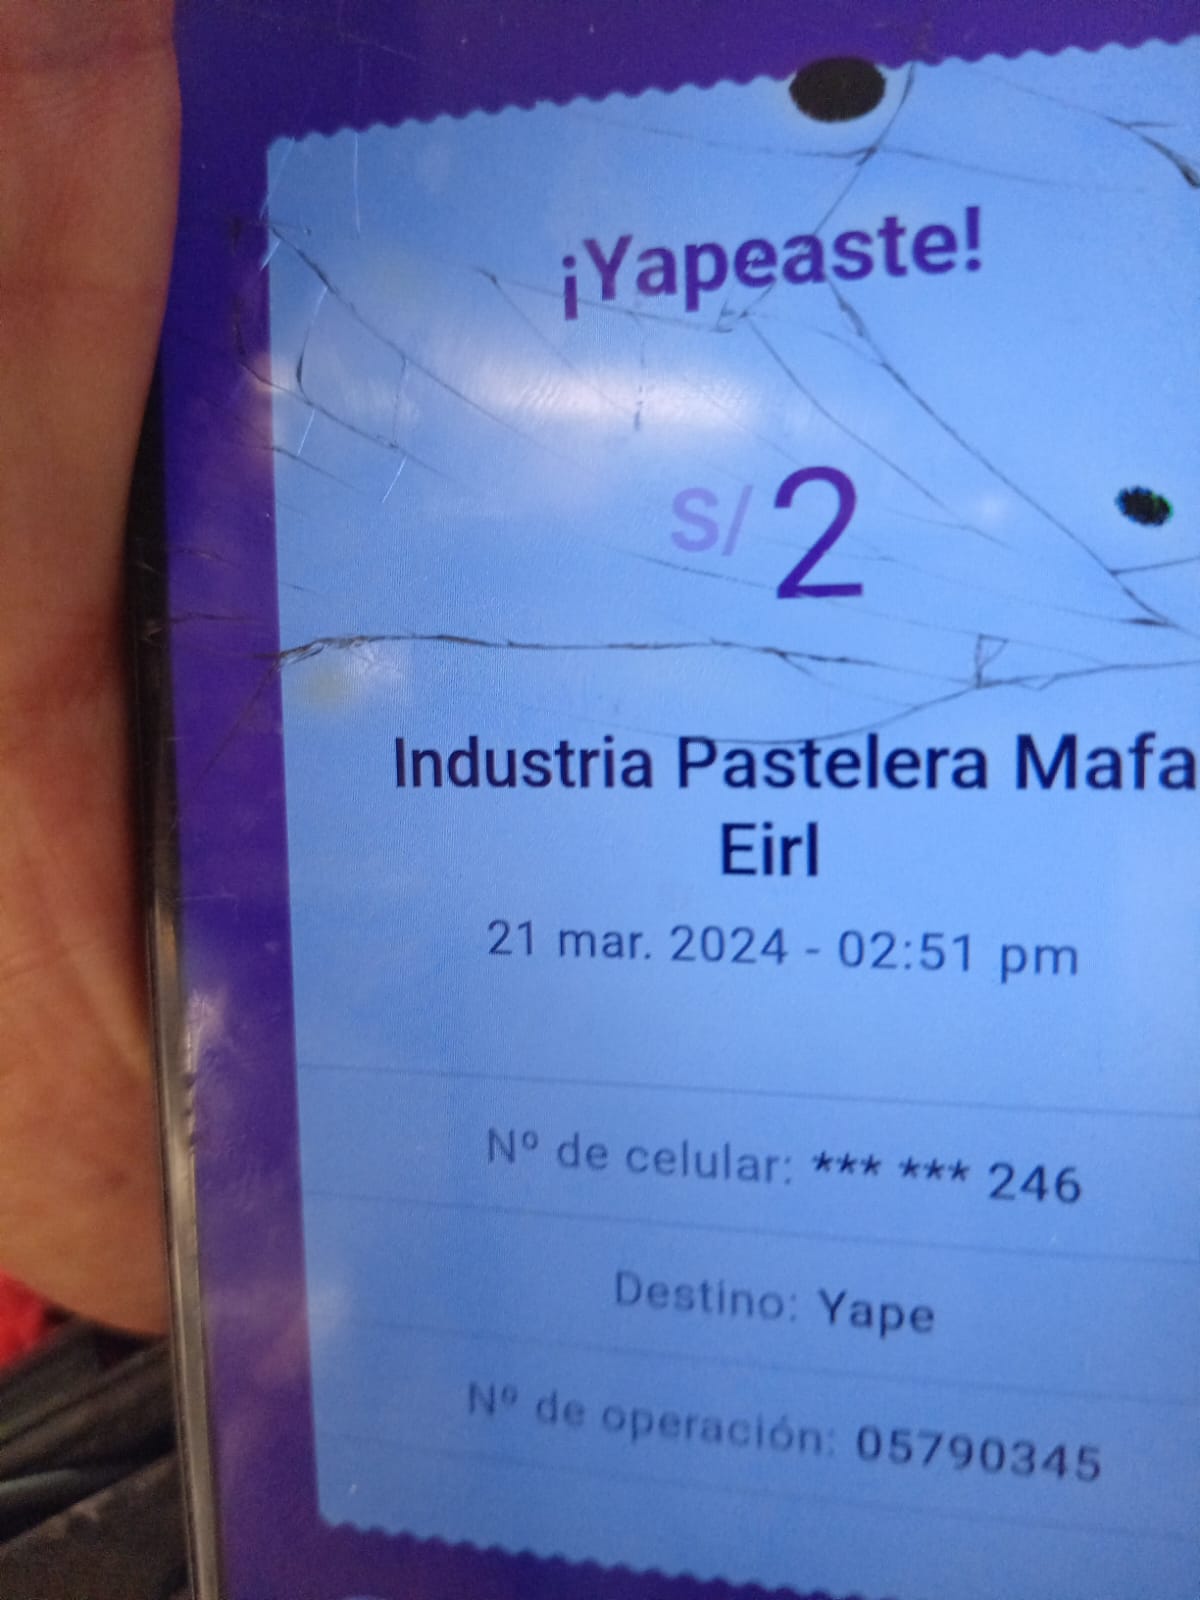 ¡Yapeaste!
S/ 2
Industria Pastelera Mafa
Eirl
21 mar. 2024 - 02:51 pm
Nº de celular: *** *** 246
Destino: Yape
Nº de operación: 05790345